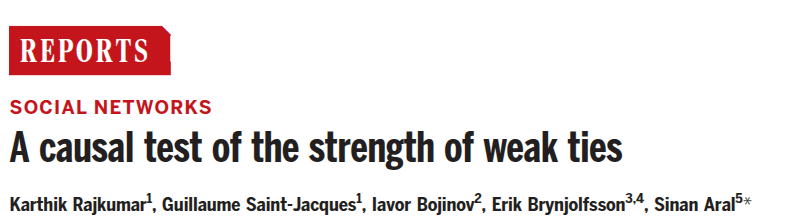 REPORTS
SOCIAL NETWORKS
A causal test of the strength of weak ties
Karthik Rajkumar¹, Guillaume Saint-Jacques¹, Iavor Bojinov², Erik Brynjolfsson³,⁴, Sinan Aral⁵*